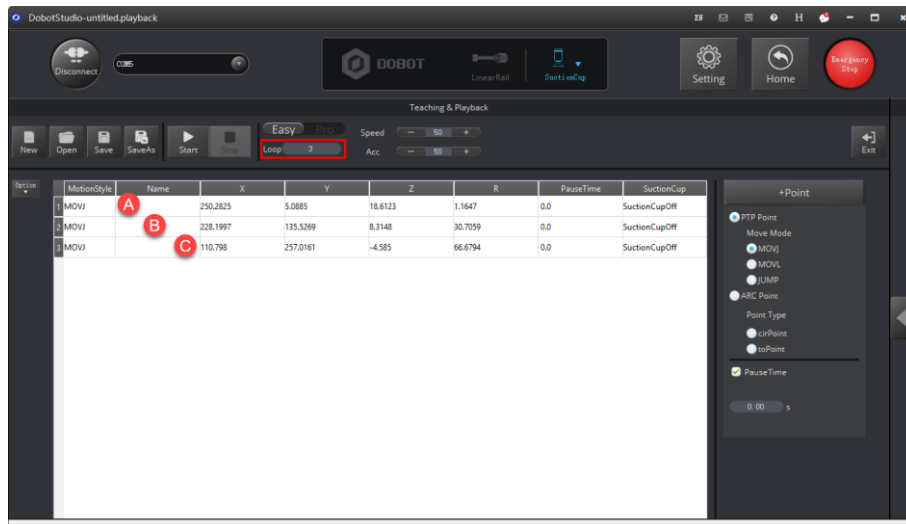 DobotStudio-untitled.playback
H
Disconnect
COM5
DOBOT
LinearRail
SuctionCup
Setting
Home
Emergency
Stop
Teaching & Playback
New
Open
Save
SaveAs
Start
Stop
Easy
Pro
Loop
3
Speed
− 50 +
Acc
− 50 +
Exit
Option
MotionStyle Name X Y Z R PauseTime SuctionCup
1 MOVJ A 250.2825 5.0885 18.6123 1.1647 0.0 SuctionCupOff
2 MOVJ B 228.1997 135.5269 8.3148 30.7059 0.0 SuctionCupOff
3 MOVJ C 110.798 257.0161 -4.585 66.6794 0.0 SuctionCupOff
+Point
PTP Point
Move Mode
MOVJ
MOVL
JUMP
ARC Point
Point Type
cirPoint
toPoint
PauseTime
0.00 s